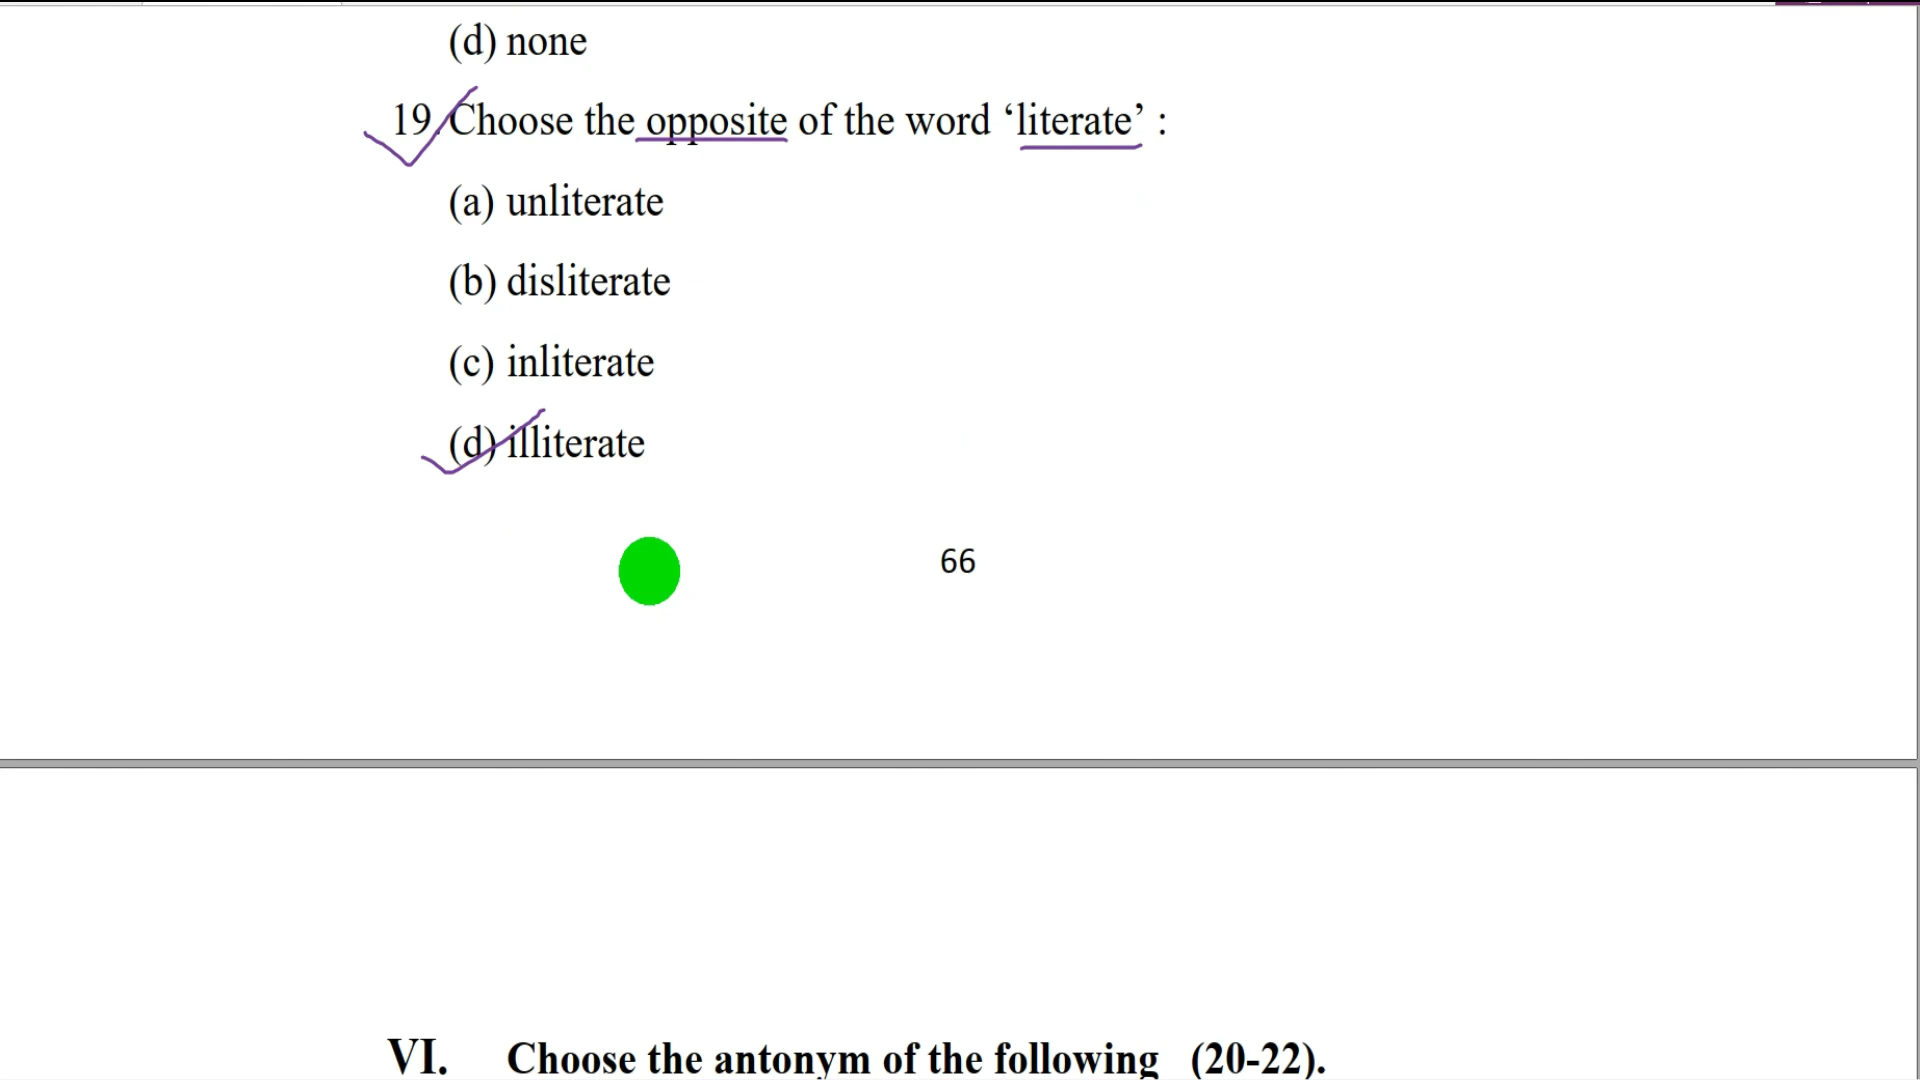 (d) none
19. Choose the opposite of the word ‘literate’ :
(a) unliterate
(b) disliterate
(c) inliterate
(d) illiterate
66
VI. Choose the antonym of the following (20-22).